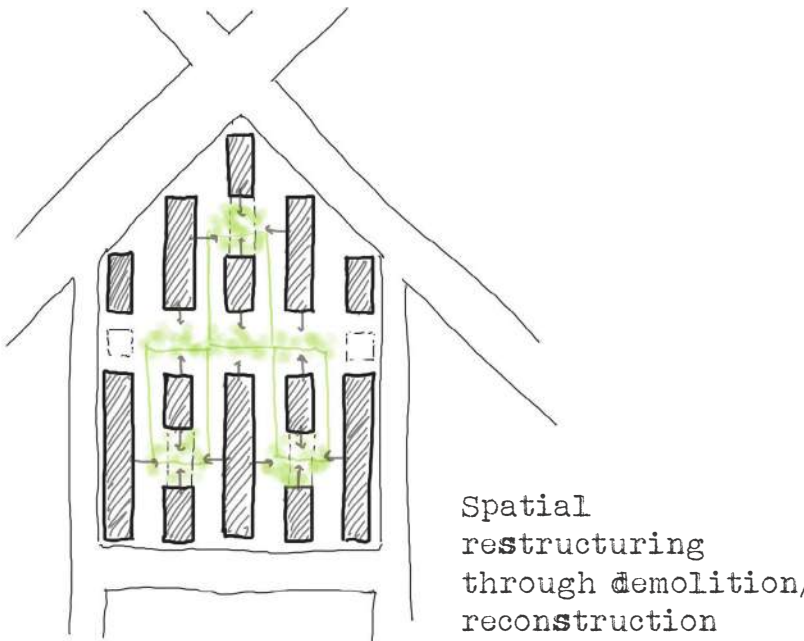 Spatial
restructuring
through demolition/
reconstruction